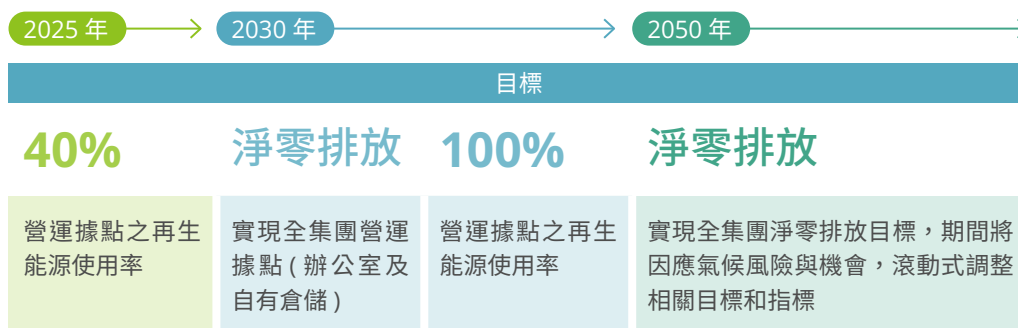 2025 年
2030 年
2050 年
目標
40%
淨零排放
100%
淨零排放
營運據點之再生
能源使用率
實現全集團營運
據點 ( 辦公室及
自有倉儲 )
營運據點之再生
能源使用率
實現全集團淨零排放目標，期間將
因應氣候風險與機會，滾動式調整
相關目標和指標